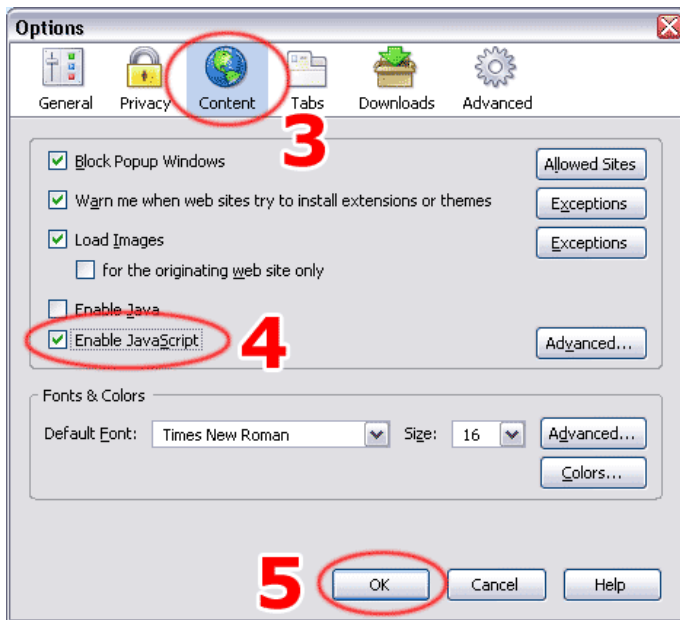 Options
General Privacy Content Tabs Downloads Advanced
3
Block Popup Windows Allowed Sites
Warn me when web sites try to install extensions or themes Exceptions
Load Images Exceptions
for the originating web site only
Enable Java
Enable JavaScript 4 Advanced...
Fonts & Colors
Default Font: Times New Roman Size: 16 Advanced...
Colors...
5 OK Cancel Help